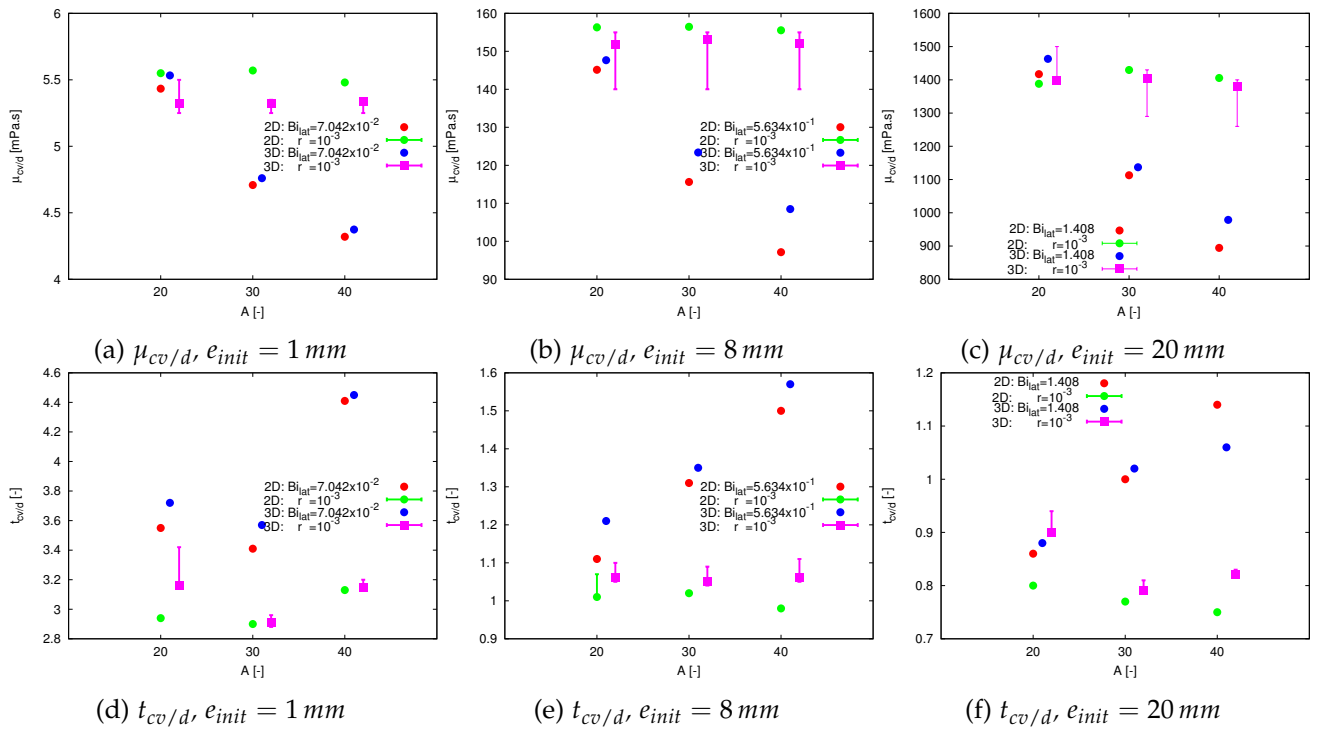 6
5.5
5
4.5
4
μcv/d [mPa.s]
20
30
40
A [-]
2D: Bilat=7.042x10-2
2D: r =10-3
3D: Bilat=7.042x10-2
3D: r =10-3
(a) μcv/d, einit = 1 mm
160
150
140
130
120
110
100
90
μcv/d [mPa.s]
20
30
40
A [-]
2D: Bilat=5.634x10-1
2D: r =10-3
3D: Bilat=5.634x10-1
3D: r =10-3
(b) μcv/d, einit = 8 mm
1600
1500
1400
1300
1200
1100
1000
900
800
μcv/d [mPa.s]
20
30
40
A [-]
2D: Bilat=1.408
2D: r=10-3
3D: Bilat=1.408
3D: r=10-3
(c) μcv/d, einit = 20 mm
4.6
4.4
4.2
4
3.8
3.6
3.4
3.2
3
2.8
tcv/d [-]
20
30
40
A [-]
2D: Bilat=7.042x10-2
2D: r =10-3
3D: Bilat=7.042x10-2
3D: r =10-3
(d) tcv/d, einit = 1 mm
1.6
1.5
1.4
1.3
1.2
1.1
1
0.9
tcv/d [-]
20
30
40
A [-]
2D: Bilat=5.634x10-1
2D: r =10-3
3D: Bilat=5.634x10-1
3D: r =10-3
(e) tcv/d, einit = 8 mm
1.2
1.1
1
0.9
0.8
0.7
tcv/d [-]
20
30
40
A [-]
2D: Bilat=1.408
2D: r=10-3
3D: Bilat=1.408
3D: r=10-3
(f) tcv/d, einit = 20 mm